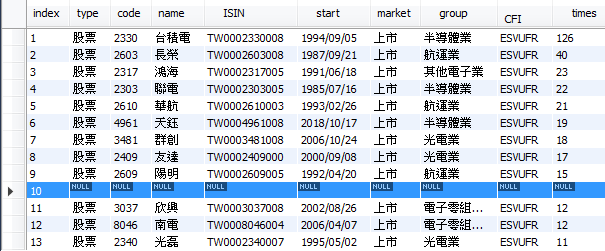 index type code name ISIN start market group CFI times
1 股票 2330 台積電 TW0002330008 1994/09/05 上市 半導體業 ESVUFR 126
2 股票 2603 長榮 TW0002603008 1987/09/21 上市 航運業 ESVUFR 40
3 股票 2317 鴻海 TW0002317005 1991/06/18 上市 其他電子業 ESVUFR 23
4 股票 2303 聯電 TW0002303005 1985/07/16 上市 半導體業 ESVUFR 22
5 股票 2610 華航 TW0002610003 1993/02/26 上市 航運業 ESVUFR 21
6 股票 4961 天鈺 TW0004961008 2018/10/17 上市 半導體業 ESVUFR 19
7 股票 3481 群創 TW0003481008 2006/10/24 上市 光電業 ESVUFR 18
8 股票 2409 友達 TW0002409000 2000/09/08 上市 光電業 ESVUFR 17
9 股票 2609 陽明 TW0002609005 1992/04/20 上市 航運業 ESVUFR 15
10 NULL NULL NULL NULL NULL NULL NULL NULL NULL
11 股票 3037 欣興 TW0003037008 2002/08/26 上市 電子零組... ESVUFR 12
12 股票 8046 南電 TW0008046004 2006/04/07 上市 電子零組... ESVUFR 12
13 股票 2340 光磊 TW0002340007 1995/05/02 上市 光電業 ESVUFR 11